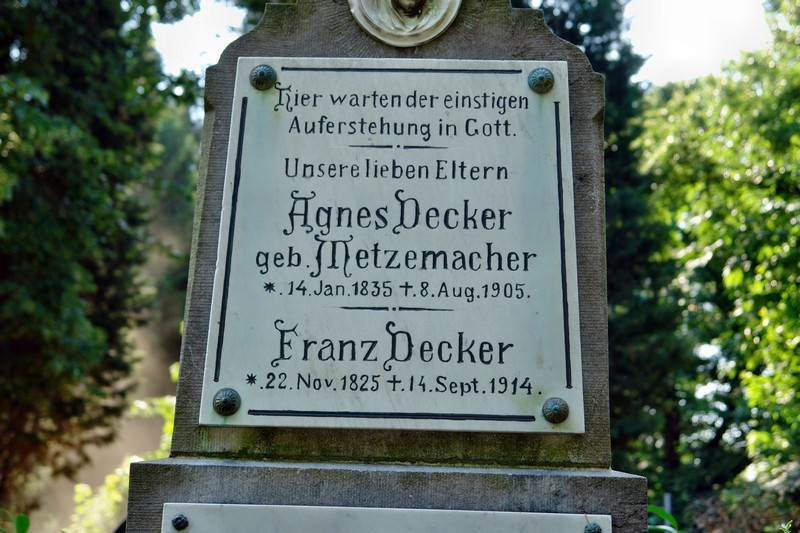 Hier warten der einstigen
Auferstehung in Gott.
Unsere lieben Eltern
Agnes Decker
geb. Metzemacher
*. 14. Jan. 1835 †. 8. Aug. 1905.
Franz Decker
*. 22. Nov. 1825 †. 14. Sept. 1914.